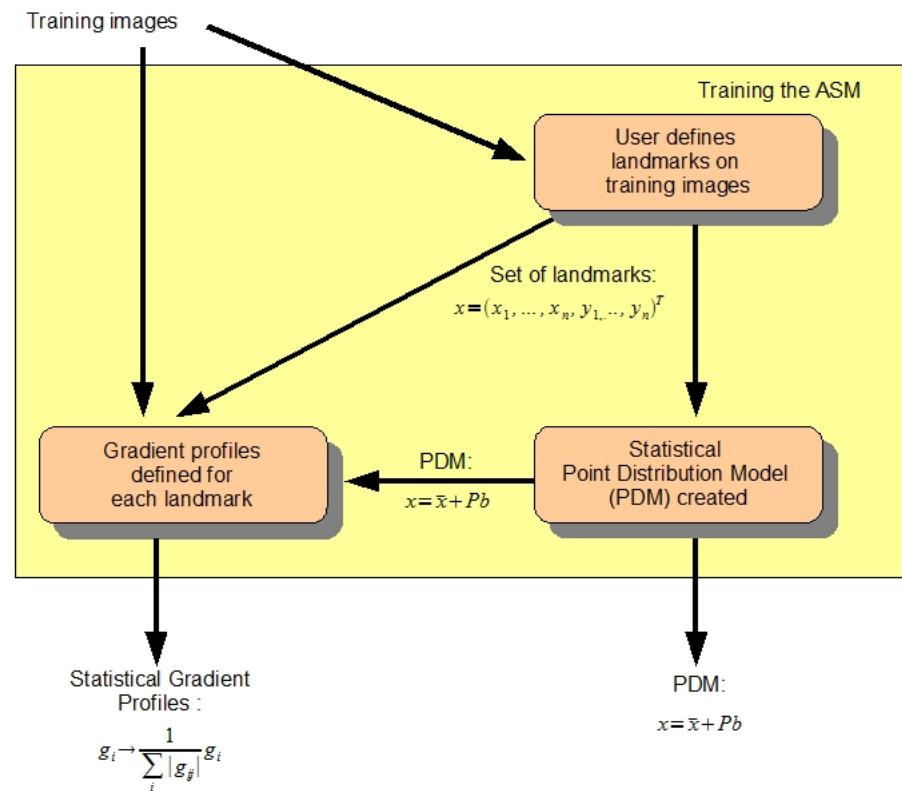 Training images
Training the ASM
User defines
landmarks on
training images
Set of landmarks:
x=(x₁, ... , xₙ, y₁,..., yₙ)ᵀ
Gradient profiles
defined for
each landmark
PDM:
x=x̄+Pb
Statistical
Point Distribution Model
(PDM) created
Statistical Gradient
Profiles :
gᵢ→1/∑ᵢ|gᵢⱼ| gᵢ
PDM:
x=x̄+Pb